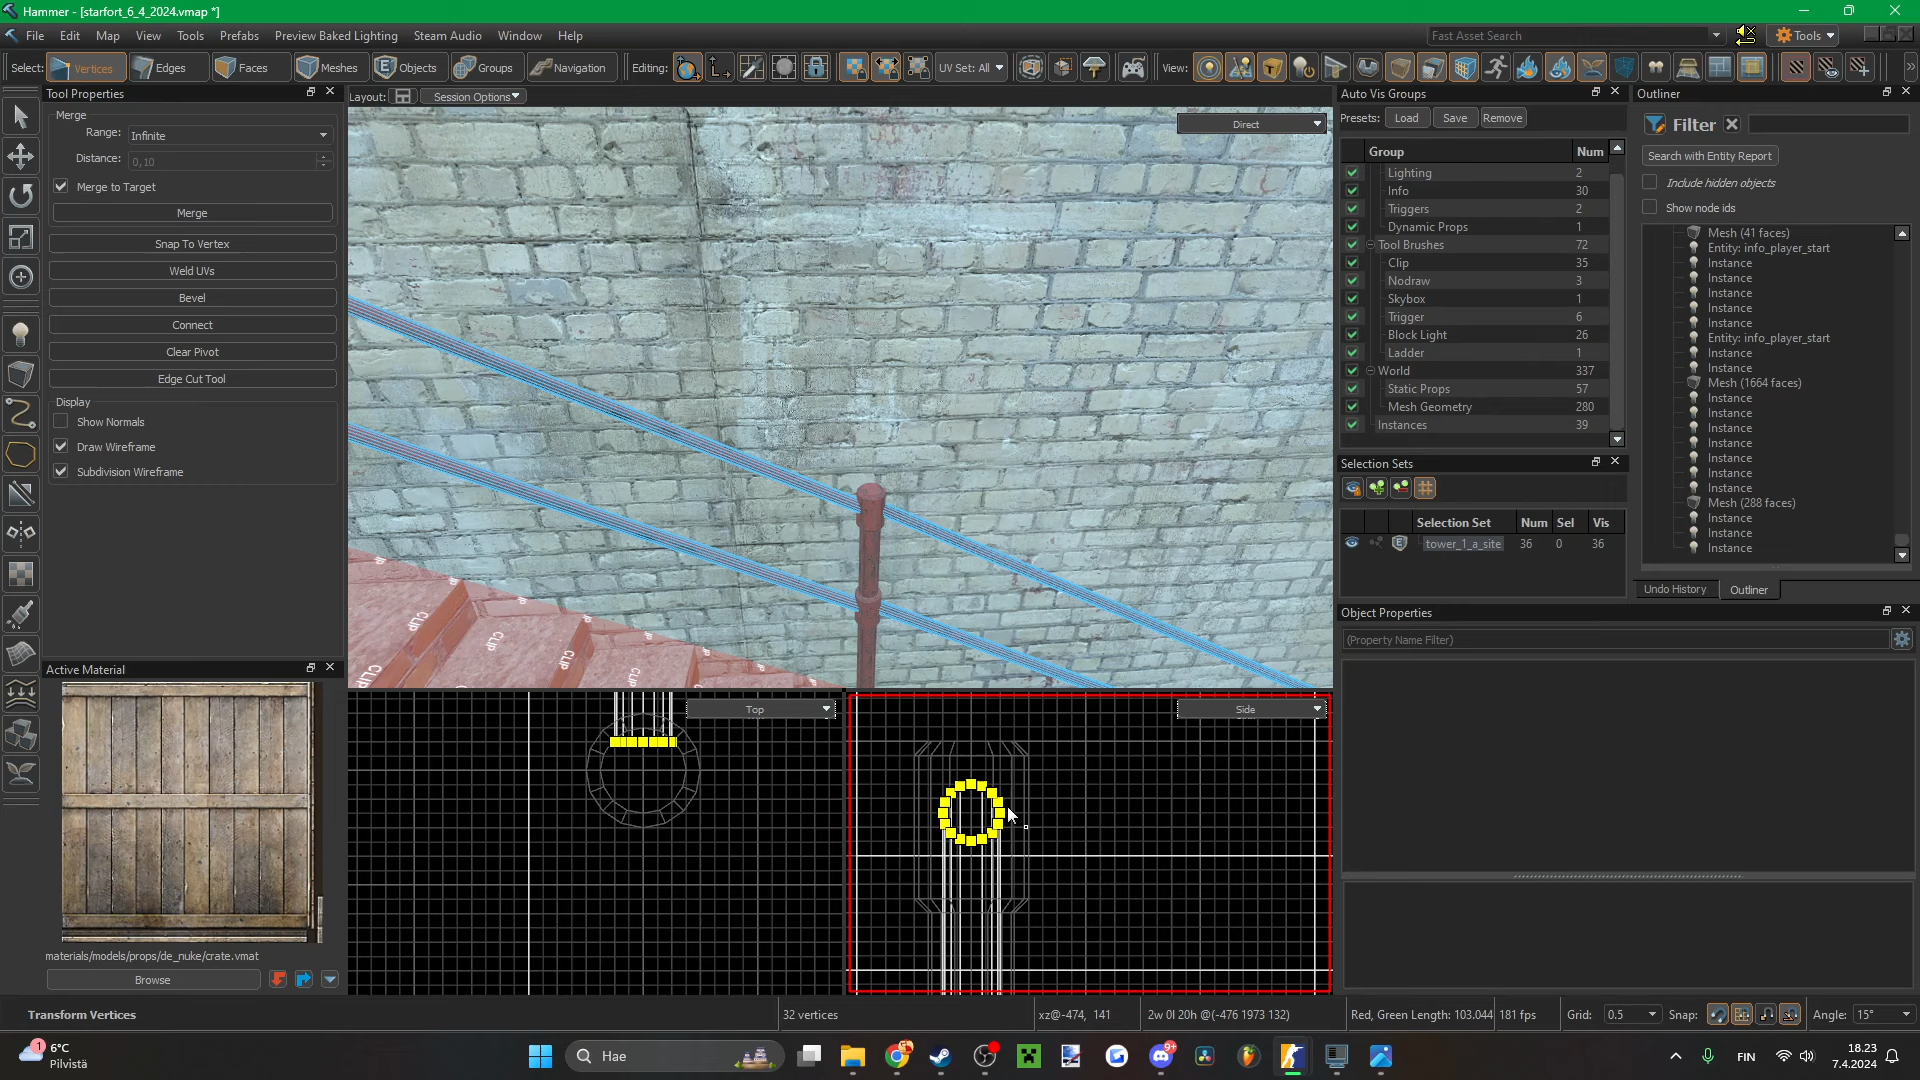 Hammer - [starfort_6_4_2024.vmap *]
File Edit Map View Tools Prefabs Preview Baked Lighting Steam Audio Window Help
Fast Asset Search
Tools
Select: Vertices Edges Faces Meshes Objects Groups Navigation
Editing:
UV Set: All
View:
Tool Properties
Merge
Range: Infinite
Distance: 0,10
Merge to Target
Merge
Snap To Vertex
Weld UVs
Bevel
Connect
Clear Pivot
Edge Cut Tool
Display
Show Normals
Draw Wireframe
Subdivision Wireframe
Active Material
materials/models/props/de_nuke/crate.vmat
Browse
Layout: Session Options
Direct
CLIP
CLIP
CLIP
CLIP
CLIP
Top
Side
Auto Vis Groups
Presets: Load Save Remove
Group Num
Lighting 2
Info 30
Triggers 2
Dynamic Props 1
Tool Brushes 72
Clip 35
Nodraw 3
Skybox 1
Trigger 6
Block Light 26
Ladder 1
World 337
Static Props 57
Mesh Geometry 280
Instances 39
Selection Sets
Selection Set Num Sel Vis
tower_1_a_site 36 0 36
Outliner
Filter
Search with Entity Report
Include hidden objects
Show node ids
Mesh (41 faces)
Entity: info_player_start
Instance
Instance
Instance
Instance
Instance
Entity: info_player_start
Instance
Instance
Mesh (1664 faces)
Instance
Instance
Instance
Instance
Instance
Instance
Instance
Mesh (288 faces)
Instance
Instance
Instance
Undo History Outliner
Object Properties
(Property Name Filter)
Transform Vertices
32 vertices
xz@-474, 141
2w 0l 20h @(-476 1973 132)
Red, Green Length: 103.044
181 fps
Grid: 0.5
Snap:
Angle: 15°
1
6°C
Pilvistä
Hae
9+
FIN
18.23
7.4.2024